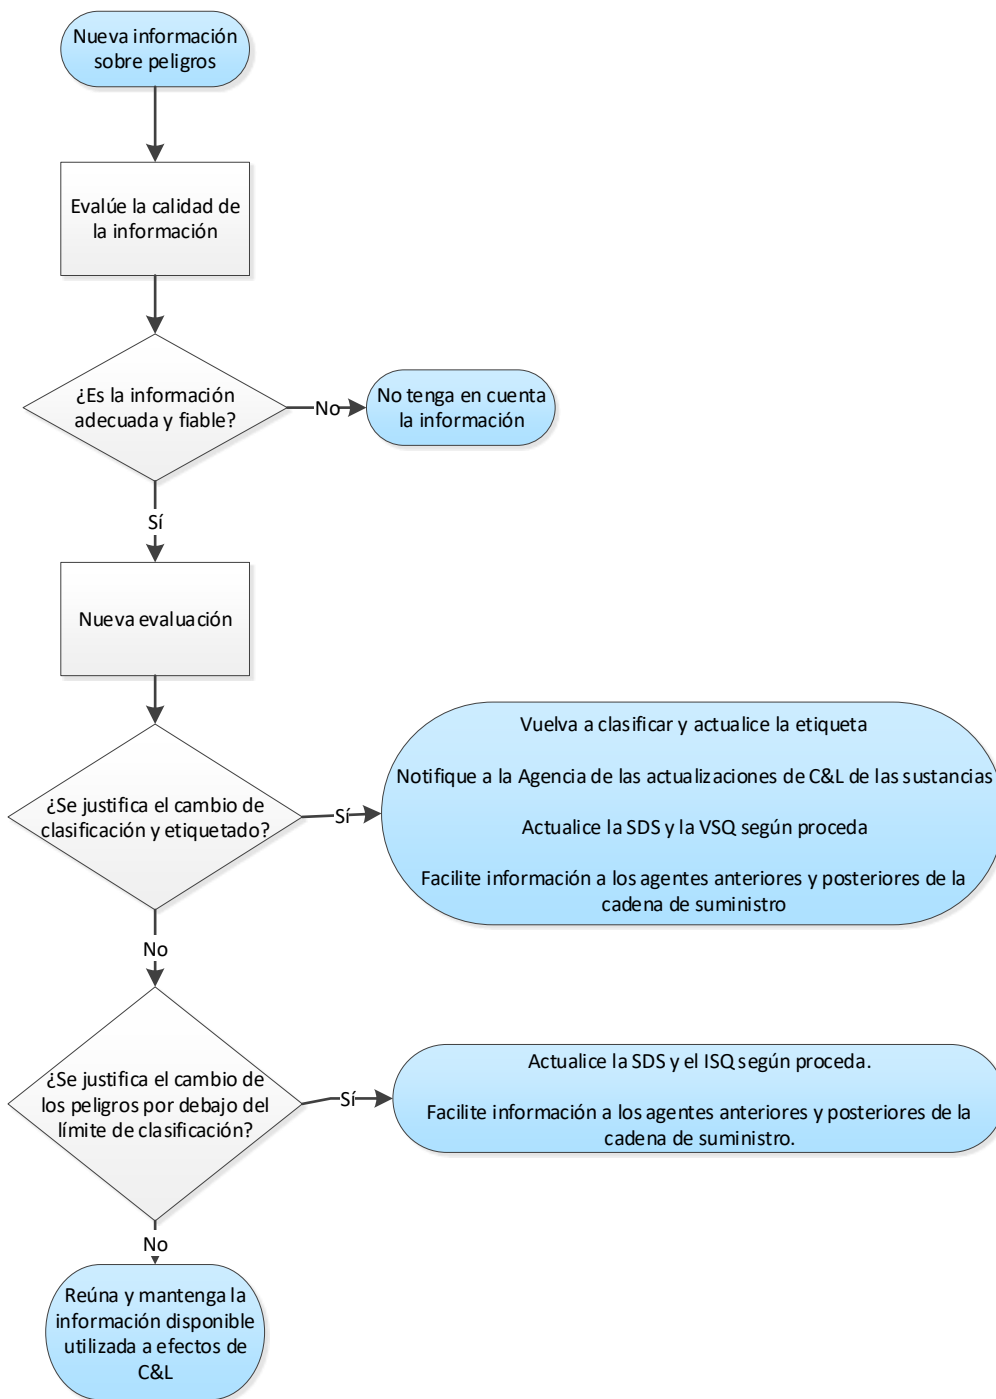 Nueva información
sobre peligros
Evalúe la calidad de
la información
¿Es la información
adecuada y fiable?
No
No tenga en cuenta
la información
Sí
Nueva evaluación
¿Se justifica el cambio de
clasificación y etiquetado?
Sí
Vuelva a clasificar y actualice la etiqueta
Notifique a la Agencia de las actualizaciones de C&L de las sustancias
Actualice la SDS y la VSQ según proceda
Facilite información a los agentes anteriores y posteriores de la
cadena de suministro
No
¿Se justifica el cambio de
los peligros por debajo del
límite de clasificación?
Sí
Actualice la SDS y el ISQ según proceda.
Facilite información a los agentes anteriores y posteriores de la
cadena de suministro.
No
Reúna y mantenga la
información disponible
utilizada a efectos de
C&L